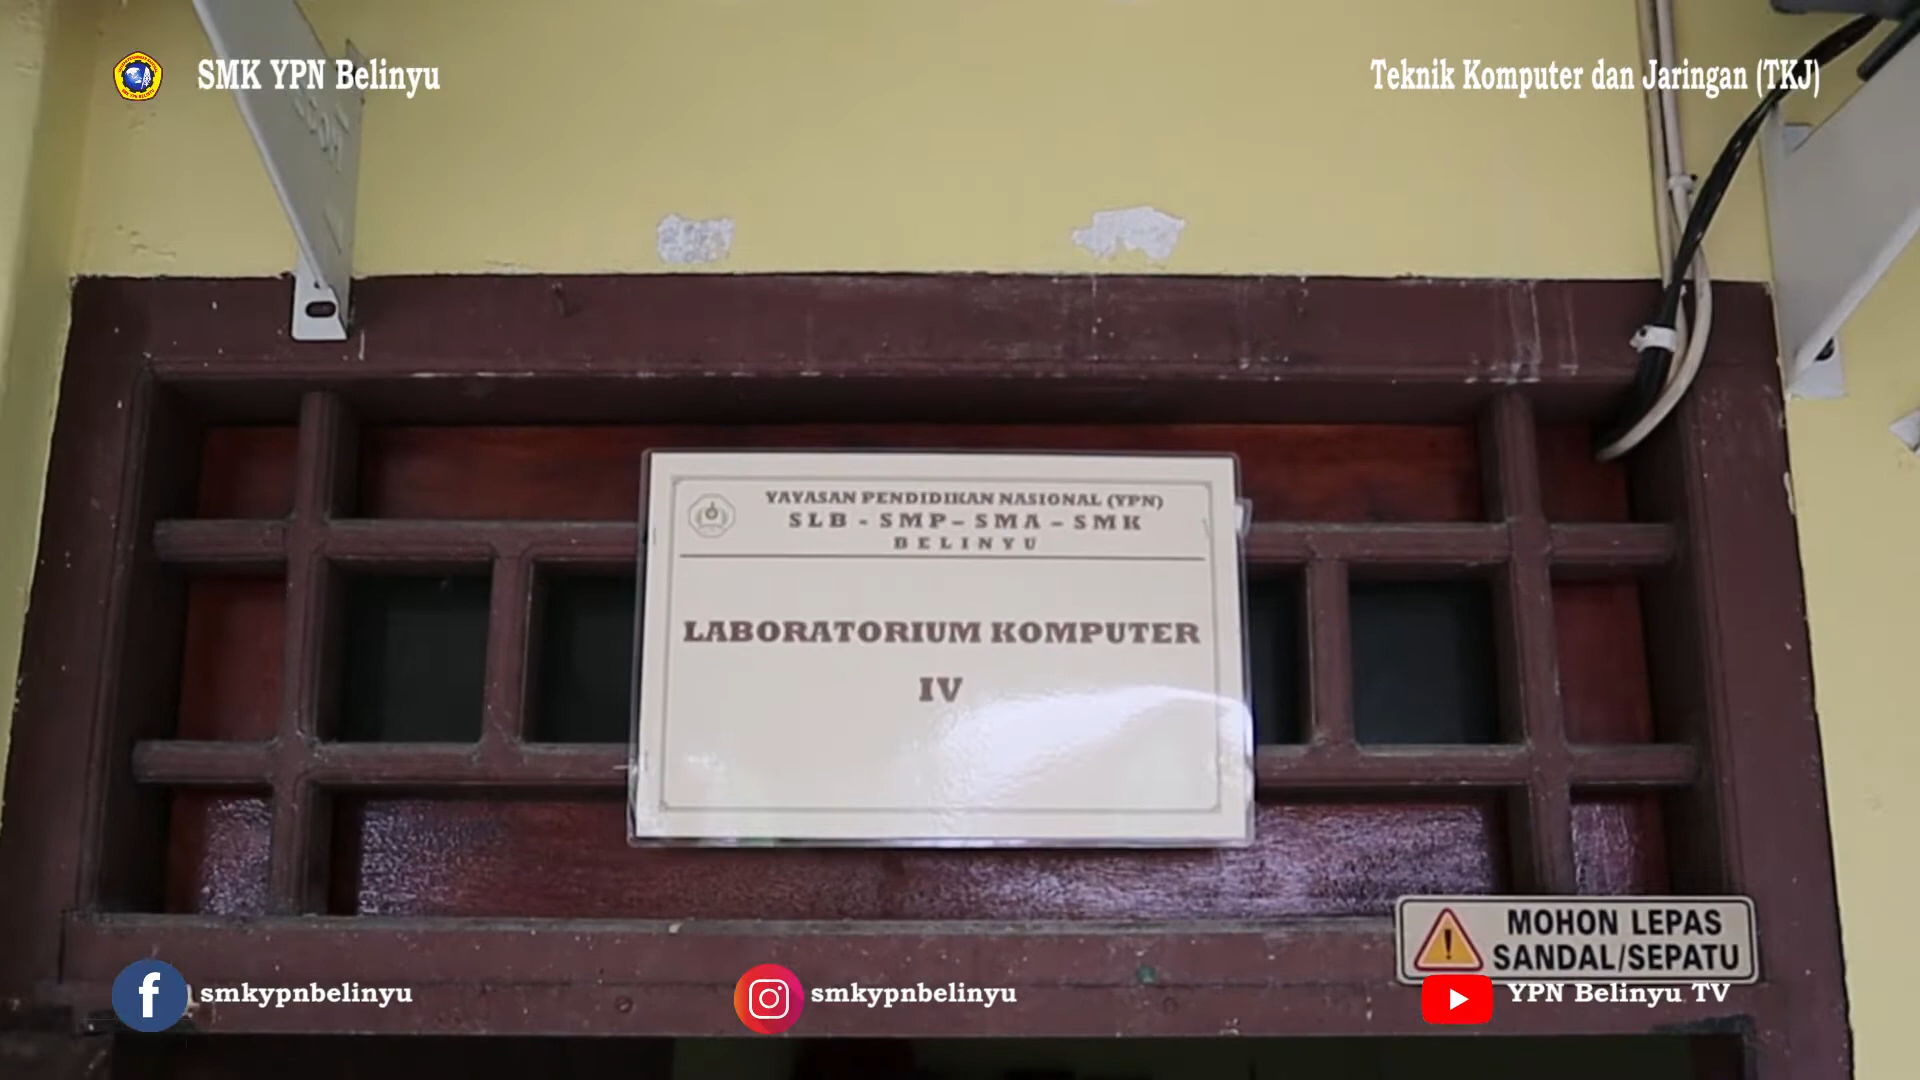 SMK YPN Belinyu
Teknik Komputer dan Jaringan (TKJ)
YAYASAN PENDIDIKAN NASIONAL (YPN)
SLB - SMP - SMA - SMK
BELINYU
LABORATORIUM KOMPUTER
IV
MOHON LEPAS
SANDAL/SEPATU
smkypnbelinyu
smkypnbelinyu
YPN Belinyu TV